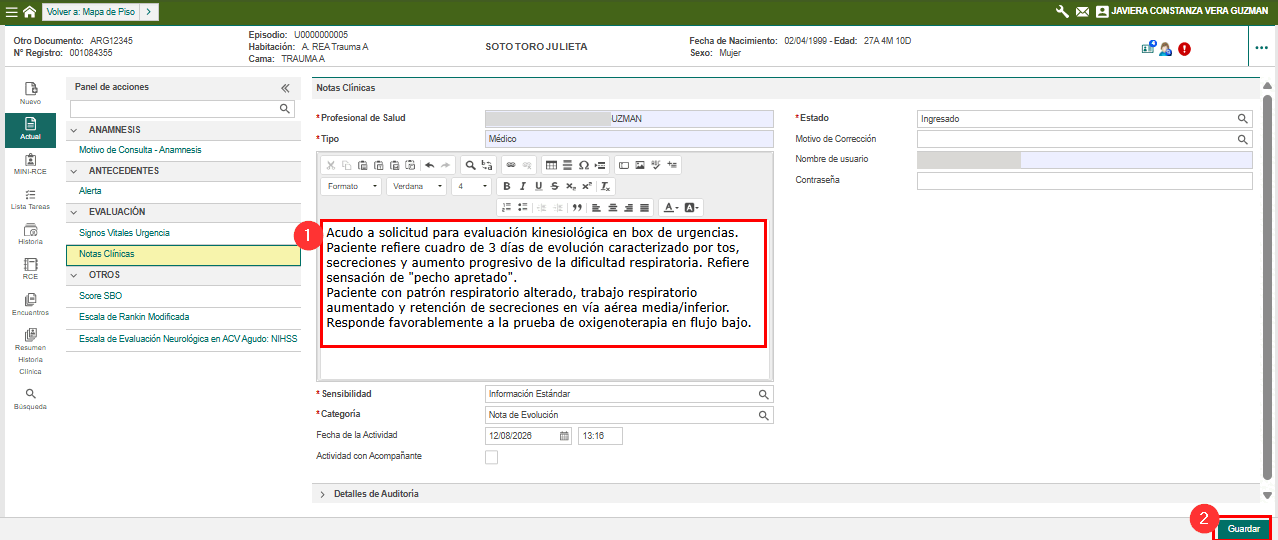 Volver a: Mapa de Piso
JAVIERA CONSTANZA VERA GUZMAN
Otro Documento: ARG12345
N° Registro: 001084355
Episodio: U0000000005
Habitación: A. REA Trauma A
Cama: TRAUMA A
SOTO TORO JULIETA
Fecha de Nacimiento: 02/04/1999 - Edad: 27A 4M 10D
Sexo: Mujer
Nuevo
Actual
MINI-RCE
Lista Tareas
Historia
RCE
Encuentros
Resumen
Historia
Clínica
Búsqueda
Panel de acciones
ANAMNESIS
Motivo de Consulta - Anamnesis
ANTECEDENTES
Alerta
EVALUACIÓN
Signos Vitales Urgencia
Notas Clínicas
OTROS
Score SBO
Escala de Rankin Modificada
Escala de Evaluación Neurológica en ACV Agudo: NIHSS
Notas Clínicas
*Profesional de Salud
UZMAN
*Tipo
Médico
*Estado
Ingresado
Motivo de Corrección
Nombre de usuario
Contraseña
Formato
Verdana
4
B I U S x₂ x² Tx
1
Acudo a solicitud para evaluación kinesiológica en box de urgencias.
Paciente refiere cuadro de 3 días de evolución caracterizado por tos,
secreciones y aumento progresivo de la dificultad respiratoria. Refiere
sensación de "pecho apretado".
Paciente con patrón respiratorio alterado, trabajo respiratorio
aumentado y retención de secreciones en vía aérea media/inferior.
Responde favorablemente a la prueba de oxigenoterapia en flujo bajo.
*Sensibilidad
Información Estándar
*Categoría
Nota de Evolución
Fecha de la Actividad
12/08/2026
13:16
Actividad con Acompañante
Detalles de Auditoría
2
Guardar